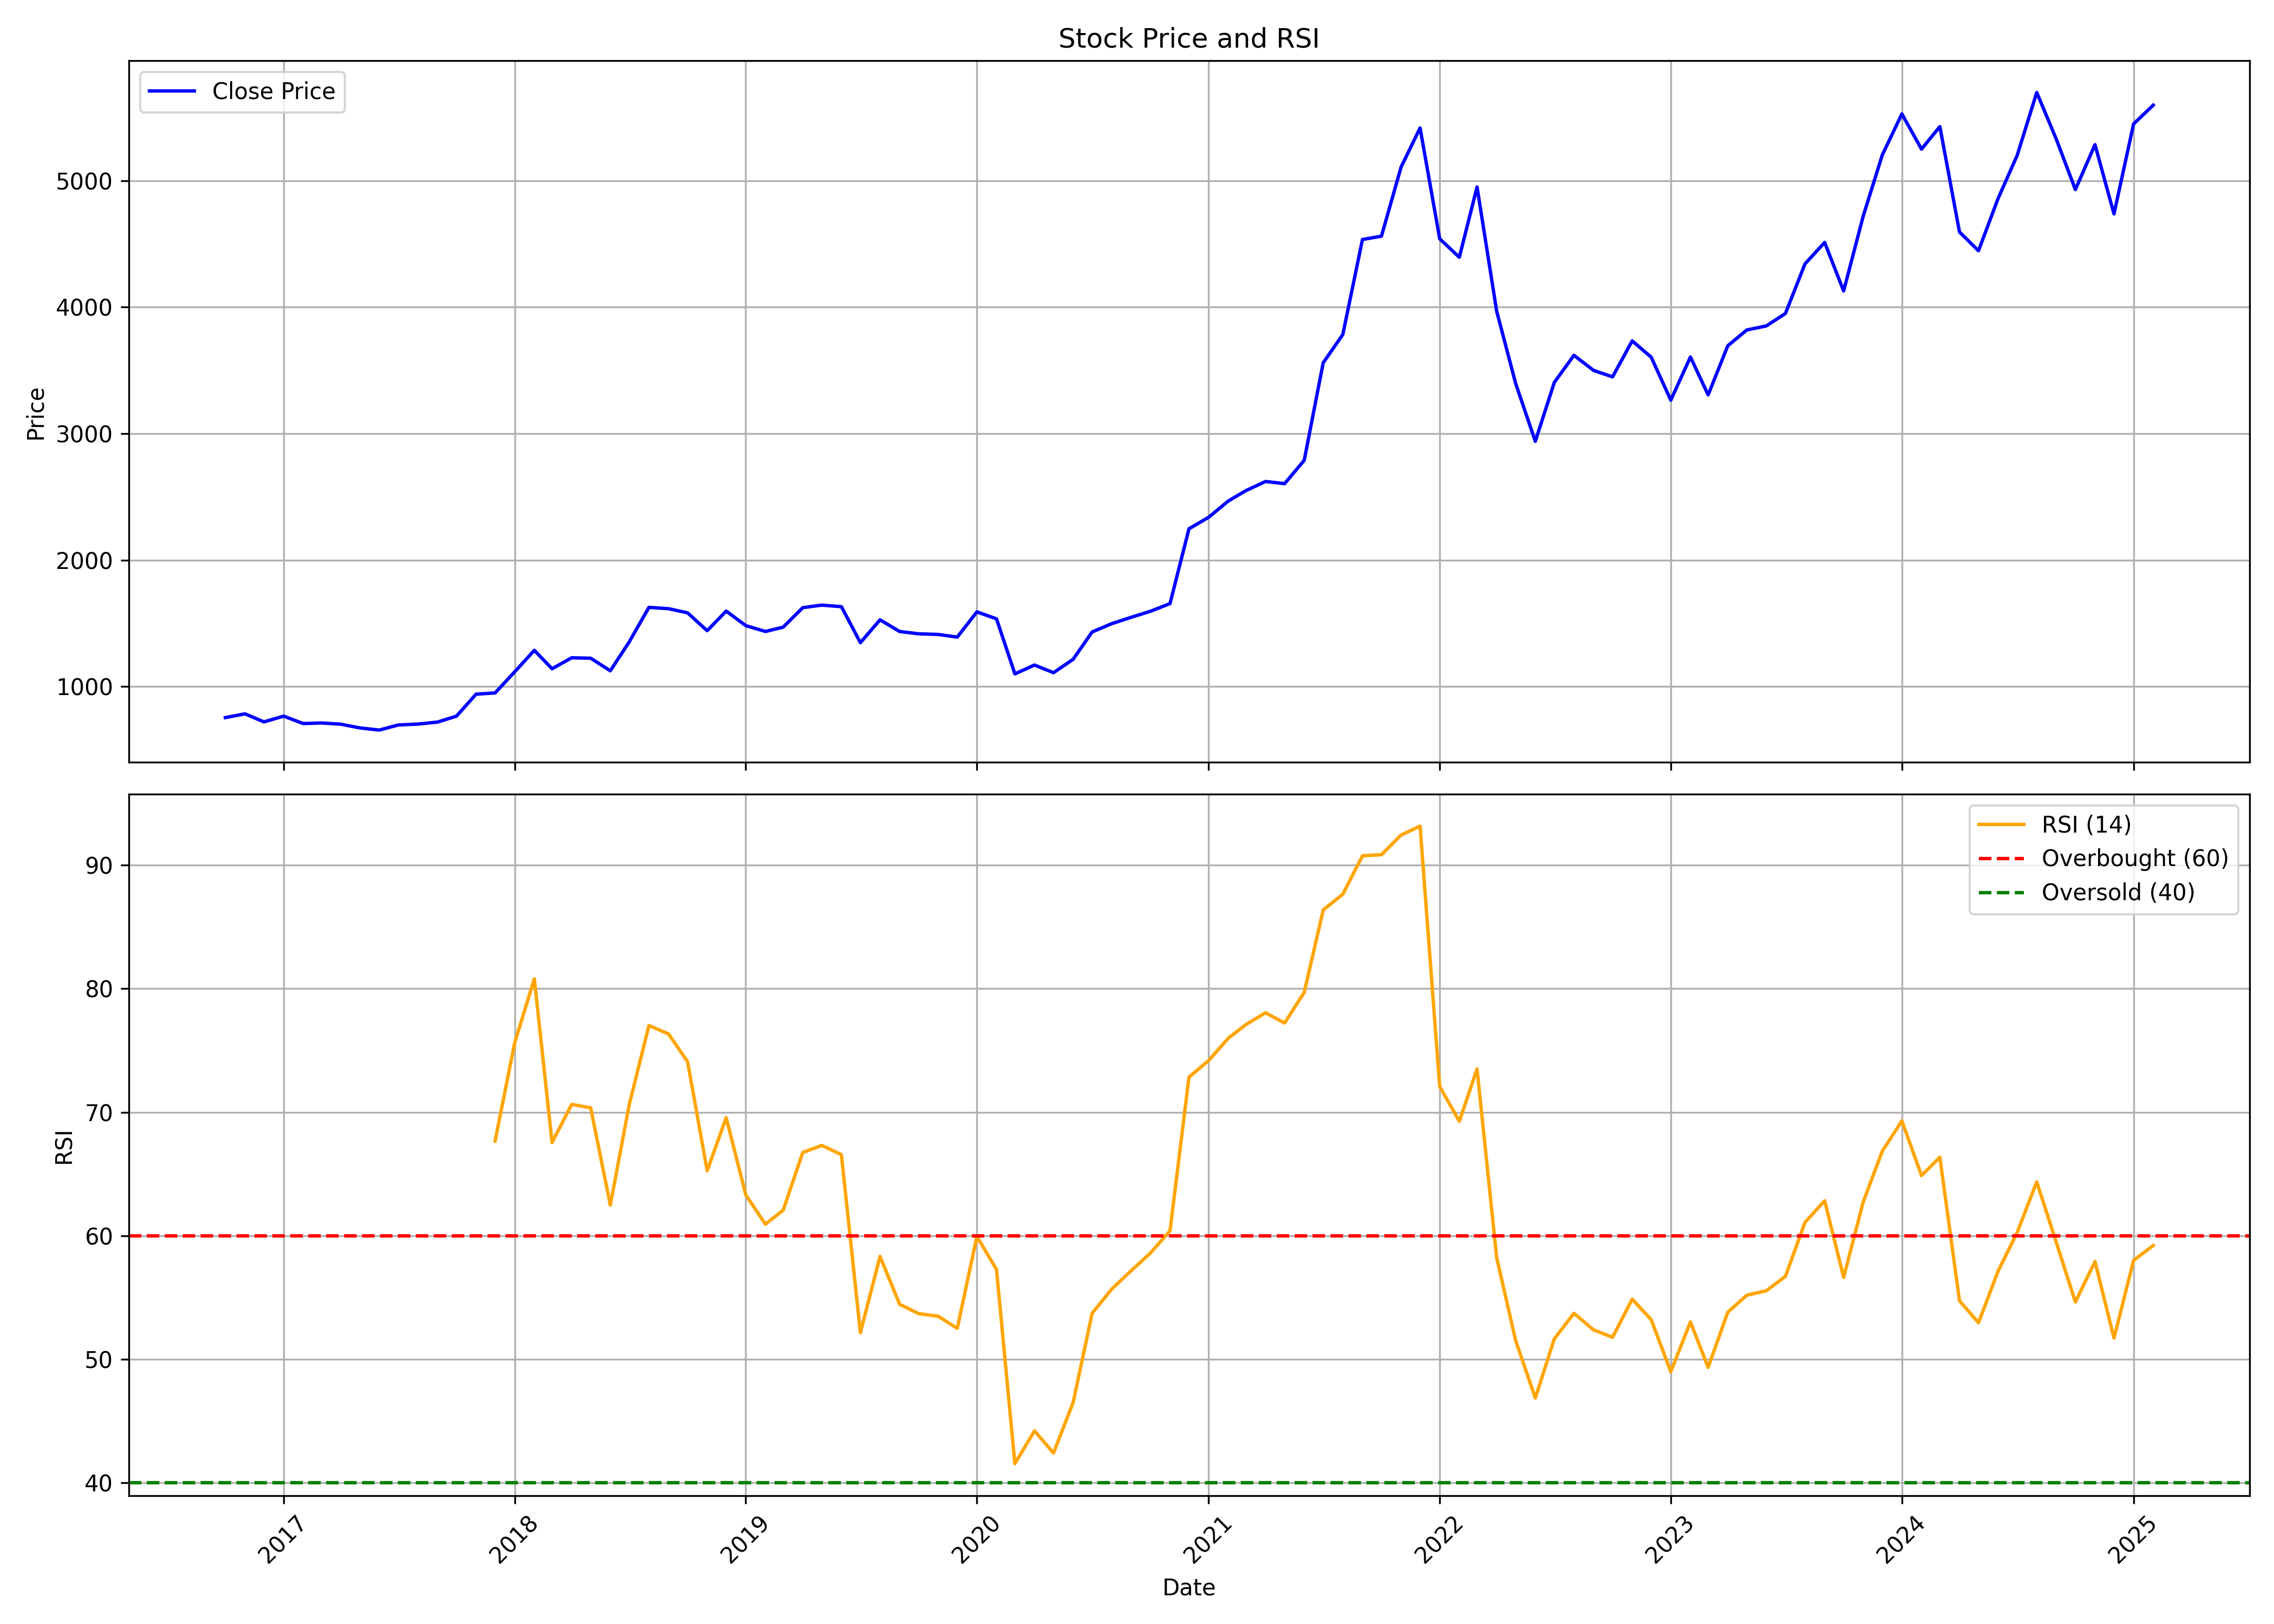 Stock Price and RSI
Close Price
Price
5000
4000
3000
2000
1000
RSI (14)
Overbought (60)
Oversold (40)
RSI
90
80
70
60
50
40
2017
2018
2019
2020
2021
2022
2023
2024
2025
Date